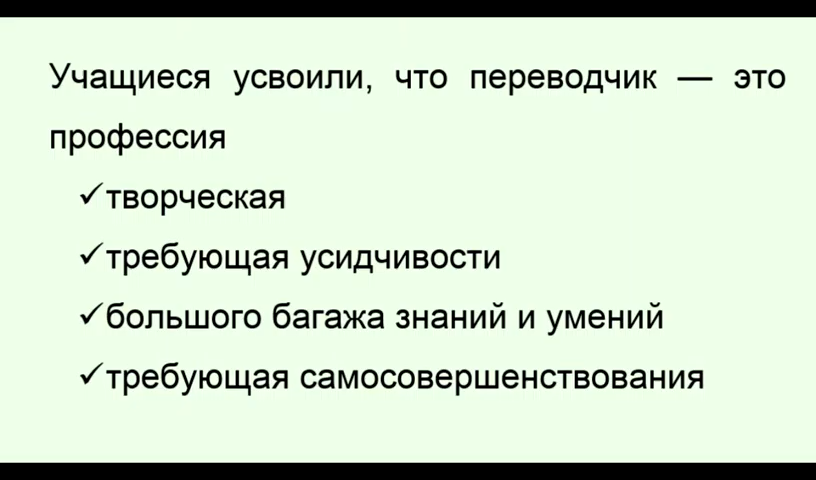 Учащиеся усвоили, что переводчик — это
профессия
✓творческая
✓требующая усидчивости
✓большого багажа знаний и умений
✓требующая самосовершенствования